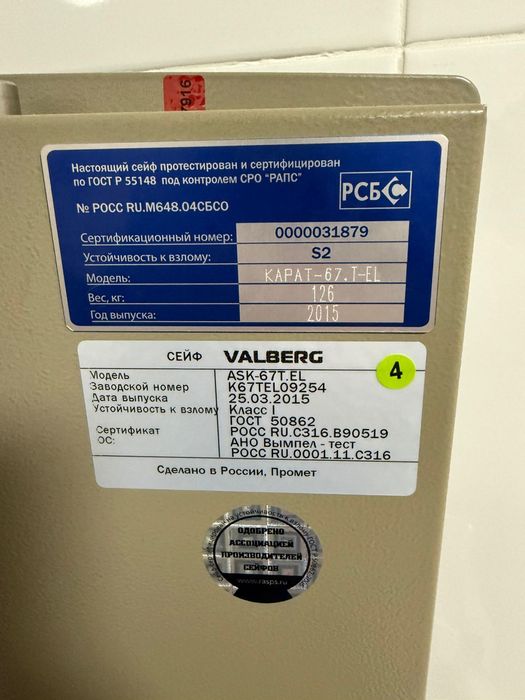 7916
Настоящий сейф протестирован и сертифицирован
по ГОСТ Р 55148 под контролем СРО "РАПС"
РСБ
№ РОСС RU.М648.04СБСО
Сертификационный номер: 0000031879
Устойчивость к взлому: S2
Модель: КАРАТ-67.T-EL
Вес, кг: 126
Год выпуска: 2015
СЕЙФ VALBERG
4
Модель ASK-67T.EL
Заводской номер K67TEL09254
Дата выпуска 25.03.2015
Устойчивость к взлому Класс I
ГОСТ 50862
Сертификат РОСС RU.C316.B90519
ОС: АНО Вымпел - тест
РОСС RU.0001.11.С316
Сделано в России, Промет
ОДОБРЕНО
АССОЦИАЦИЕЙ
ПРОИЗВОДИТЕЛЕЙ
СЕЙФОВ
www.rasps.ru